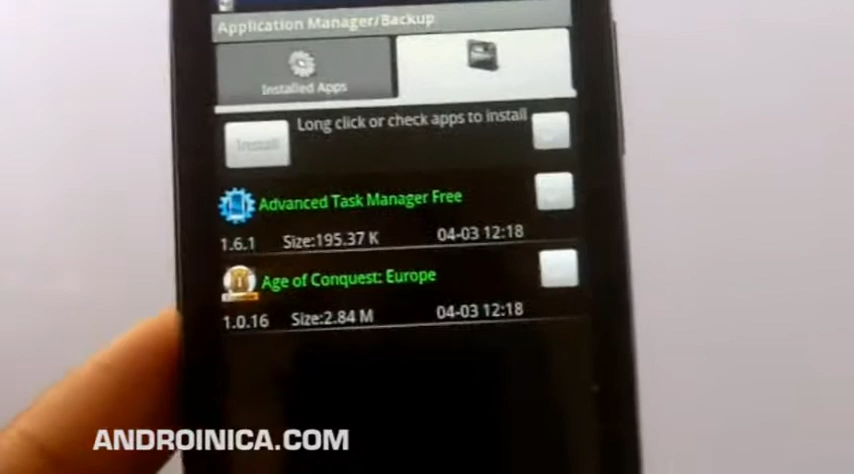 Application Manager/Backup
Installed Apps
Long click or check apps to install
Install
Advanced Task Manager Free
1.6.1 Size:195.37 K 04-03 12:18
Age of Conquest: Europe
1.0.16 Size:2.84 M 04-03 12:18
ANDROINICA.COM